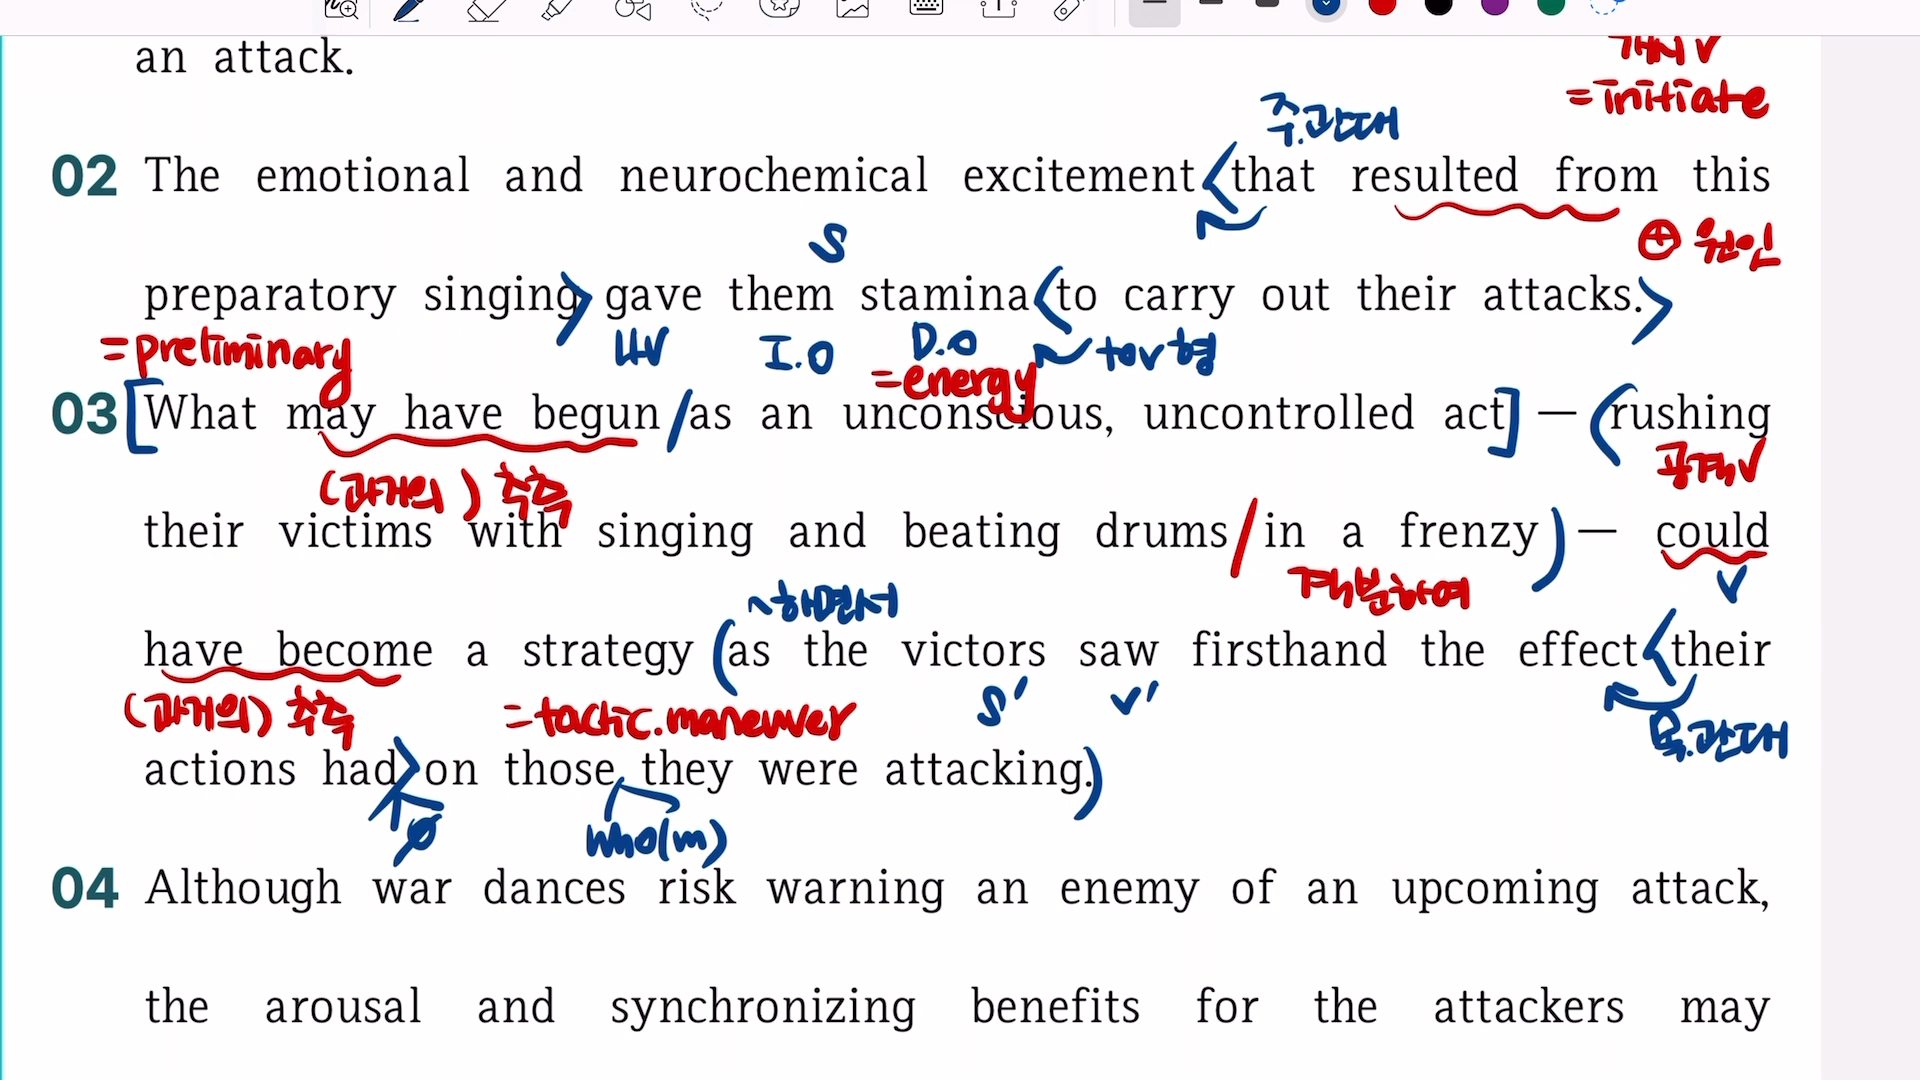 an attack.
개시V
=initiate
주.관대
02 The emotional and neurochemical excitement that resulted from this
S
⊕ 원인
preparatory singing gave them stamina to carry out their attacks.
=preliminary
I.O
D.O
toV 형
=energy
03 What may have begun as an unconscious, uncontrolled act — rushing
(과거의) 추측
공격V
their victims with singing and beating drums in a frenzy — could
~하면서
격분하여
V
have become a strategy as the victors saw firsthand the effect their
(과거의) 추측
=tactic.maneuver
S'
V'
목.관대
actions had on those they were attacking.
who(m)
04 Although war dances risk warning an enemy of an upcoming attack,
the arousal and synchronizing benefits for the attackers may